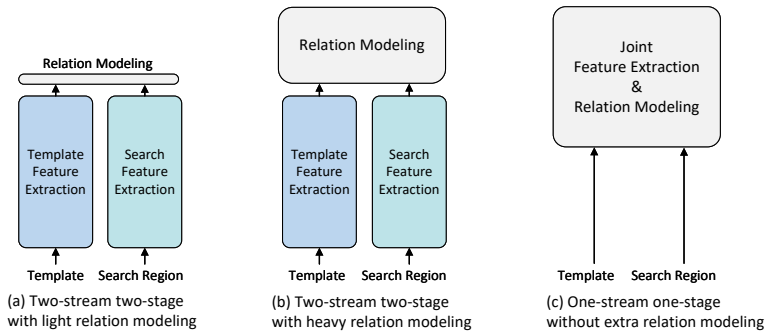 Relation Modeling
Template
Feature
Extraction
Search
Feature
Extraction
Template
Search Region
(a) Two-stream two-stage
with light relation modeling
Relation Modeling
Template
Feature
Extraction
Search
Feature
Extraction
Template
Search Region
(b) Two-stream two-stage
with heavy relation modeling
Joint
Feature Extraction
&
Relation Modeling
Template
Search Region
(c) One-stream one-stage
without extra relation modeling